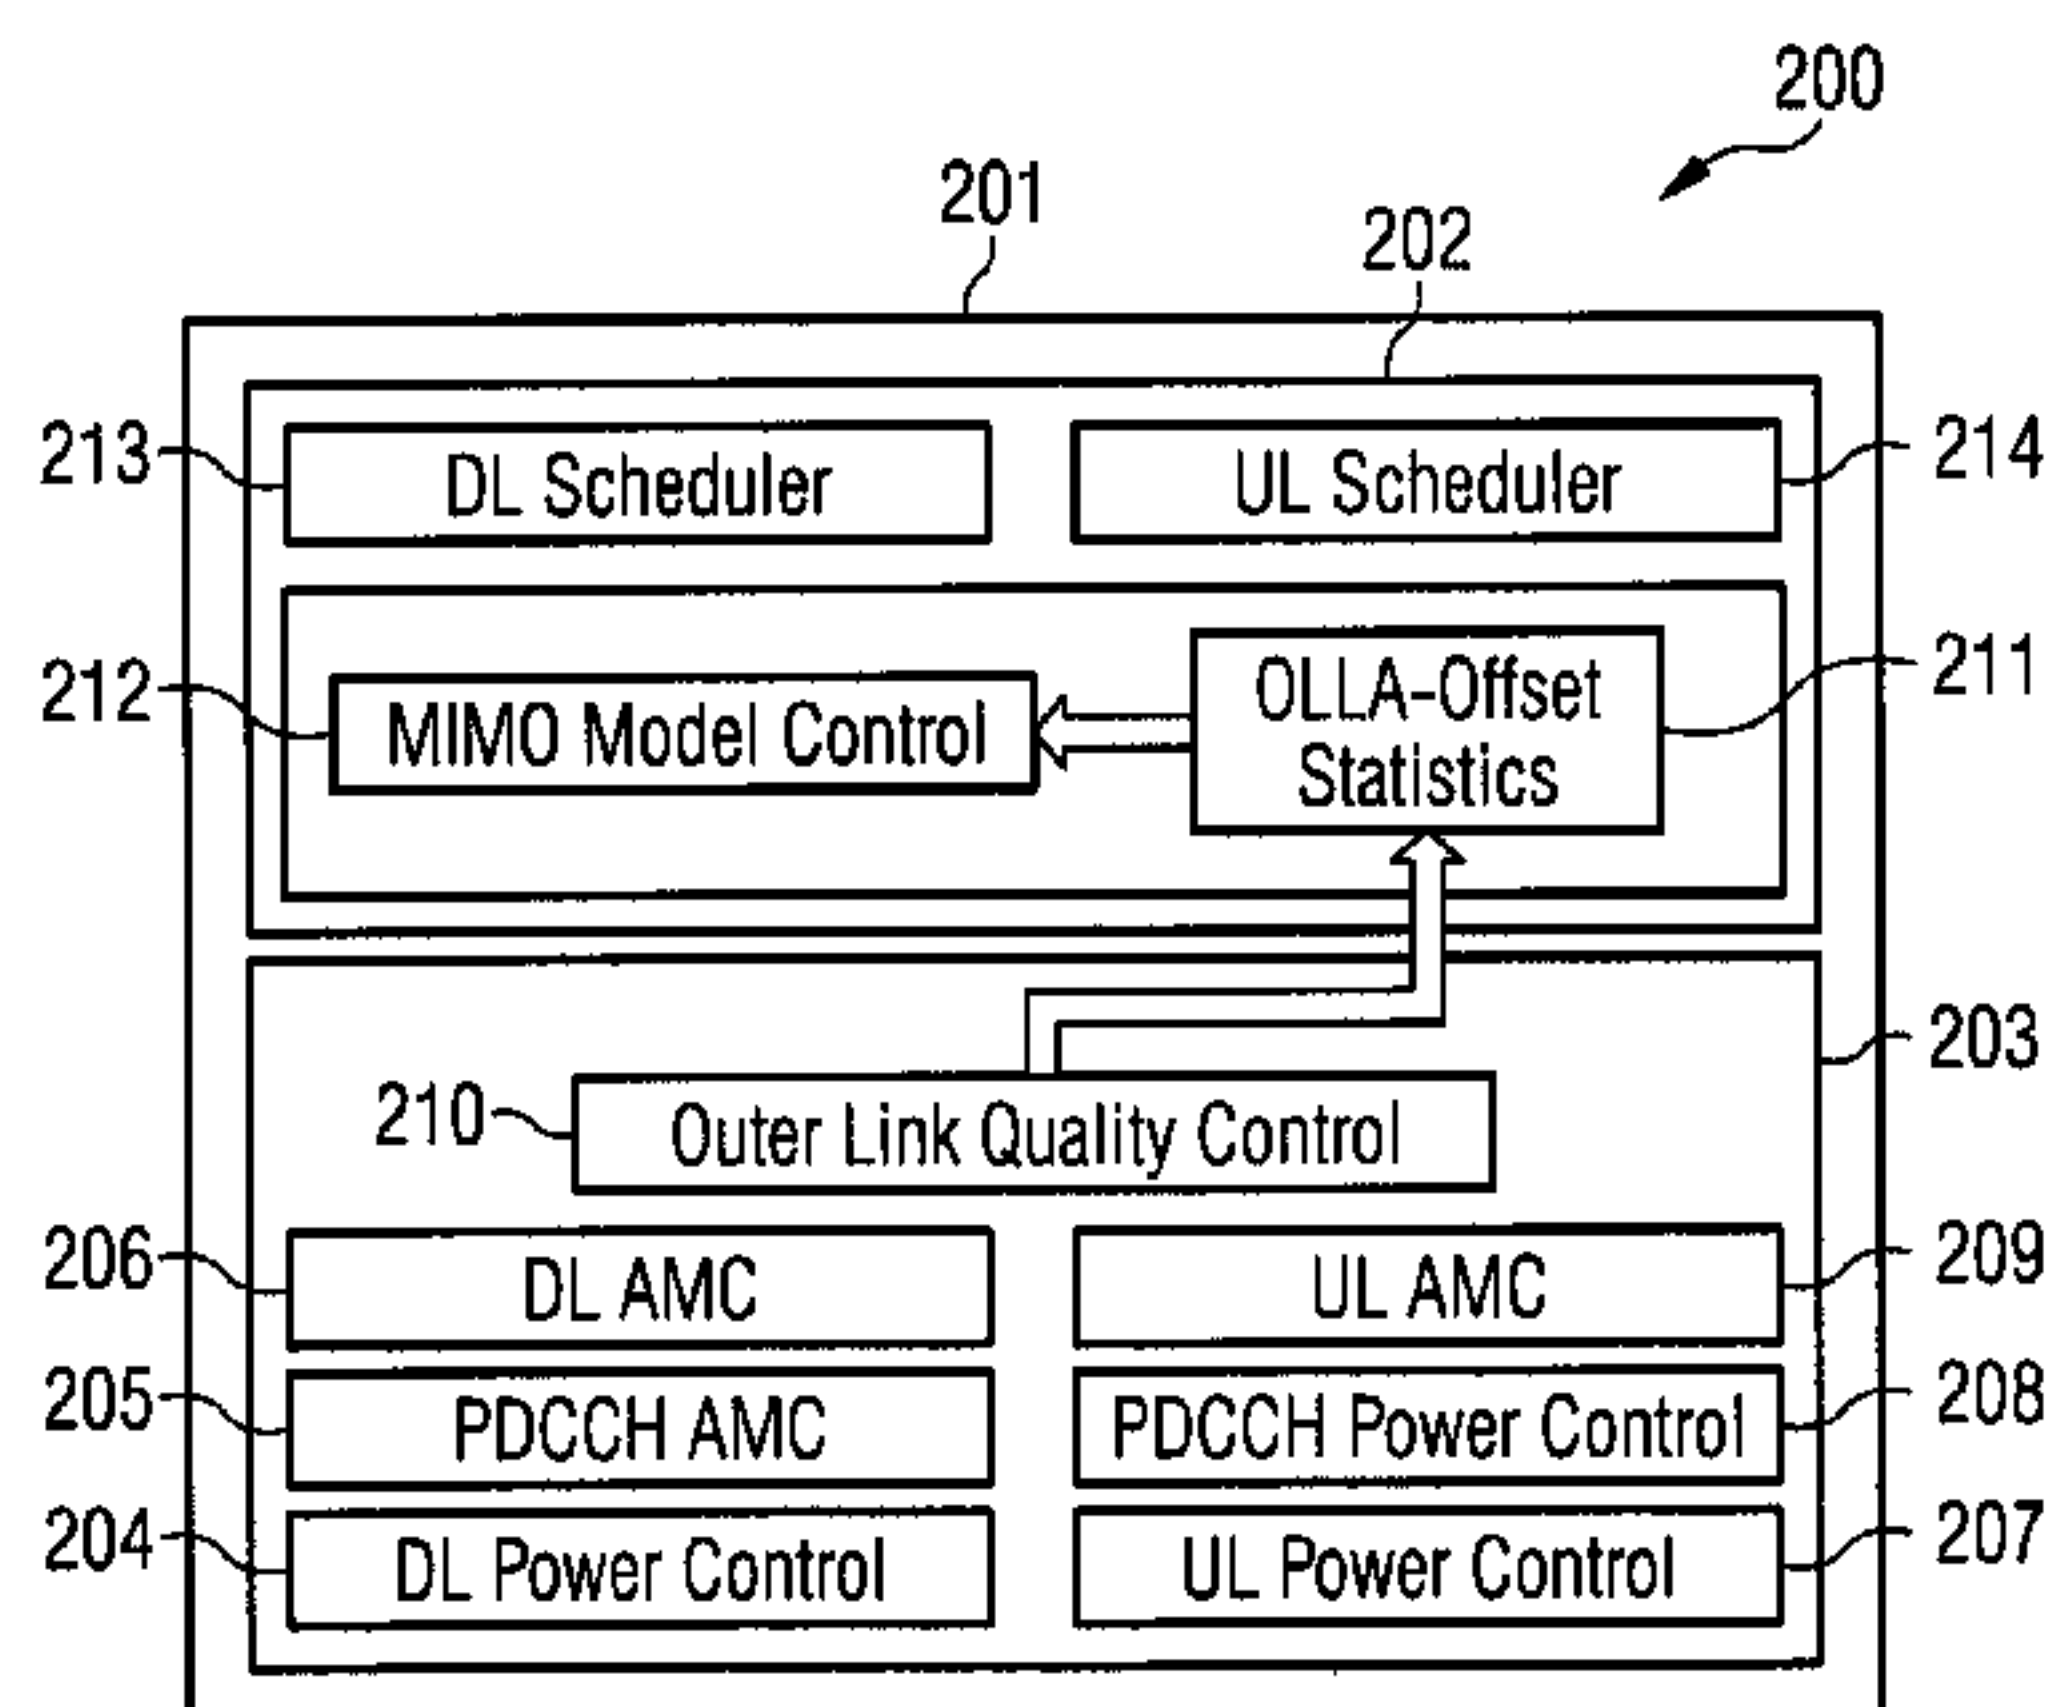 200
201
202
213
DL Scheduler
UL Scheduler
214
212
MIMO Model Control
OLLA-Offset
Statistics
211
203
210
Outer Link Quality Control
206
DL AMC
UL AMC
209
205
PDCCH AMC
PDCCH Power Control
208
204
DL Power Control
UL Power Control
207